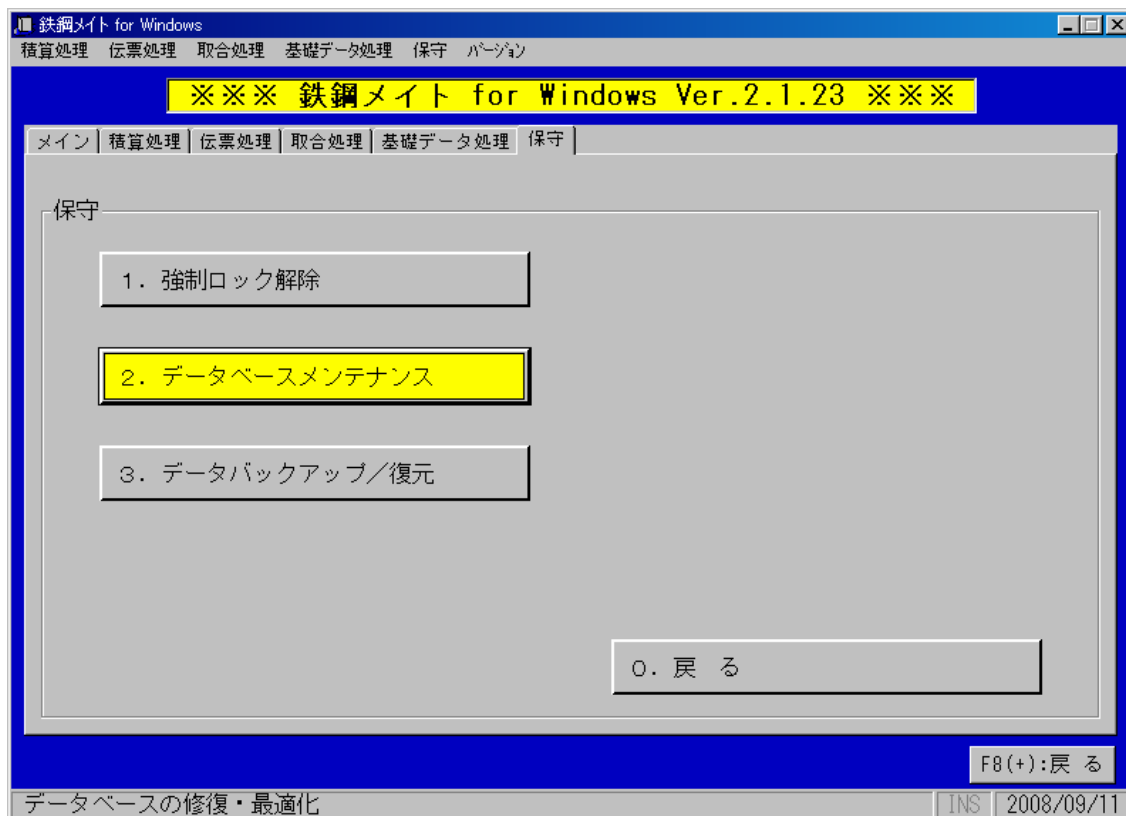 鉄鋼メイト for Windows
積算処理 伝票処理 取合処理 基礎データ処理 保守 バージョン
※※※ 鉄鋼メイト for Windows Ver.2.1.23 ※※※
メイン 積算処理 伝票処理 取合処理 基礎データ処理 保守
保守
1. 強制ロック解除
2. データベースメンテナンス
3. データバックアップ/復元
0. 戻 る
F8(+):戻 る
データベースの修復・最適化 INS 2008/09/11